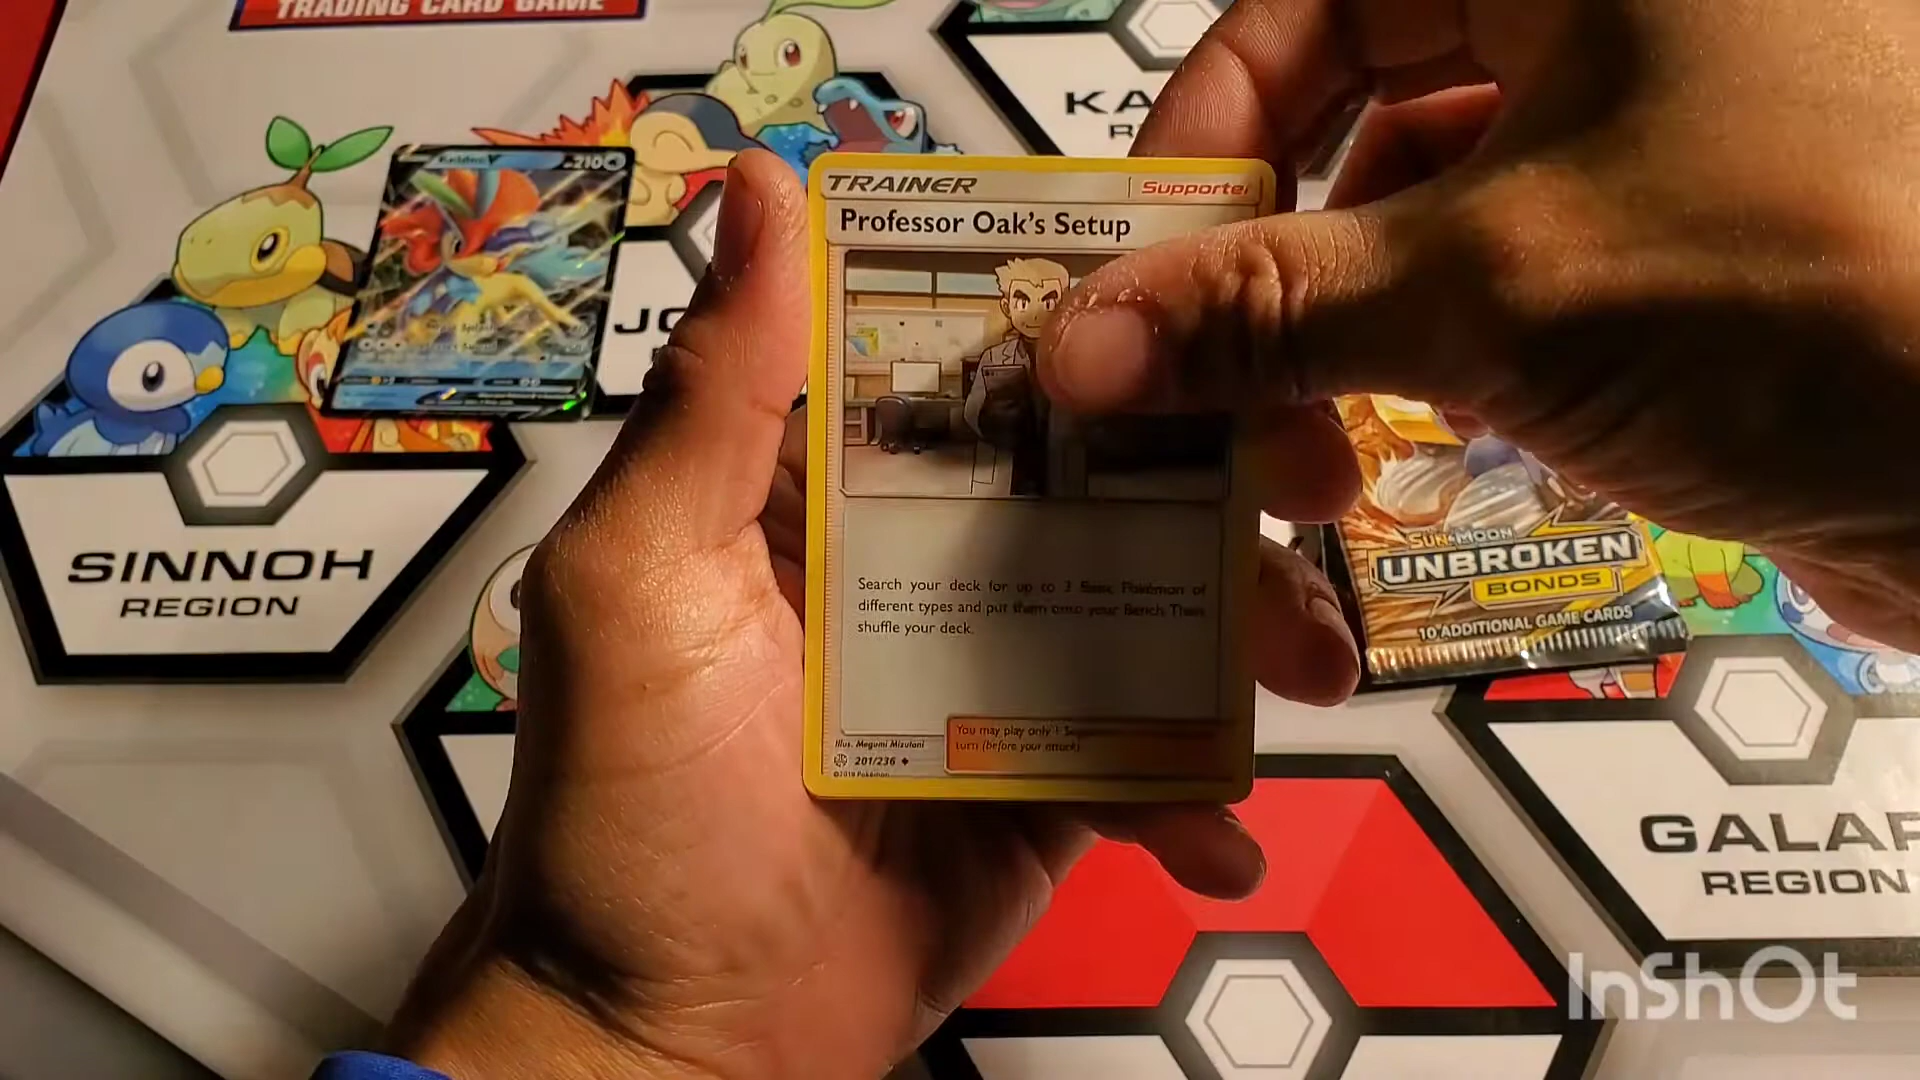 TRADING CARD GAME
KA
R
210
JO
TRAINER
Supporter
Professor Oak's Setup
Search your deck for up to 3 Basic Pokémon of
different types and put them onto your Bench. Then,
shuffle your deck.
You may play only 1
turn (before your attack).
Illus. Megumi Mizutani
201/236
©2019 Pokémon
SINNOH
REGION
SUN & MOON
UNBROKEN
BONDS
10 ADDITIONAL GAME CARDS
GALAR
REGION
InShOt